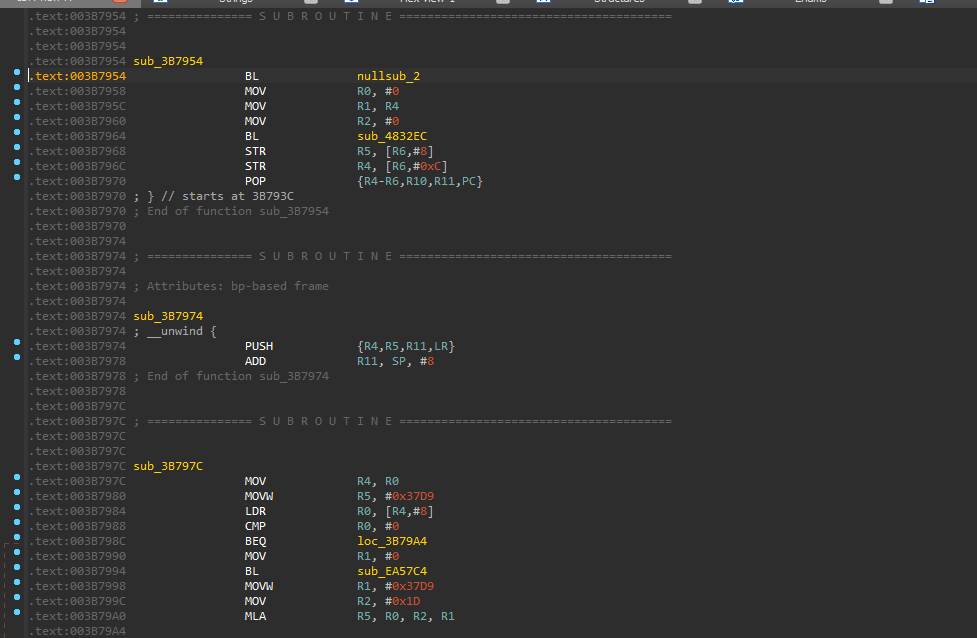 Strings Hex View-1 Structures Enums
.text:003B7954 ; =============== S U B R O U T I N E =======================================
.text:003B7954
.text:003B7954
.text:003B7954 sub_3B7954
.text:003B7954 BL nullsub_2
.text:003B7958 MOV R0, #0
.text:003B795C MOV R1, R4
.text:003B7960 MOV R2, #0
.text:003B7964 BL sub_4832EC
.text:003B7968 STR R5, [R6,#8]
.text:003B796C STR R4, [R6,#0xC]
.text:003B7970 POP {R4-R6,R10,R11,PC}
.text:003B7970 ; } // starts at 3B793C
.text:003B7970 ; End of function sub_3B7954
.text:003B7970
.text:003B7974
.text:003B7974 ; =============== S U B R O U T I N E =======================================
.text:003B7974
.text:003B7974 ; Attributes: bp-based frame
.text:003B7974
.text:003B7974 sub_3B7974
.text:003B7974 ; __unwind {
.text:003B7974 PUSH {R4,R5,R11,LR}
.text:003B7978 ADD R11, SP, #8
.text:003B7978 ; End of function sub_3B7974
.text:003B7978
.text:003B797C
.text:003B797C ; =============== S U B R O U T I N E =======================================
.text:003B797C
.text:003B797C
.text:003B797C sub_3B797C
.text:003B797C MOV R4, R0
.text:003B7980 MOVW R5, #0x37D9
.text:003B7984 LDR R0, [R4,#8]
.text:003B7988 CMP R0, #0
.text:003B798C BEQ loc_3B79A4
.text:003B7990 MOV R1, #0
.text:003B7994 BL sub_EA57C4
.text:003B7998 MOVW R1, #0x37D9
.text:003B799C MOV R2, #0x1D
.text:003B79A0 MLA R5, R0, R2, R1
.text:003B79A4